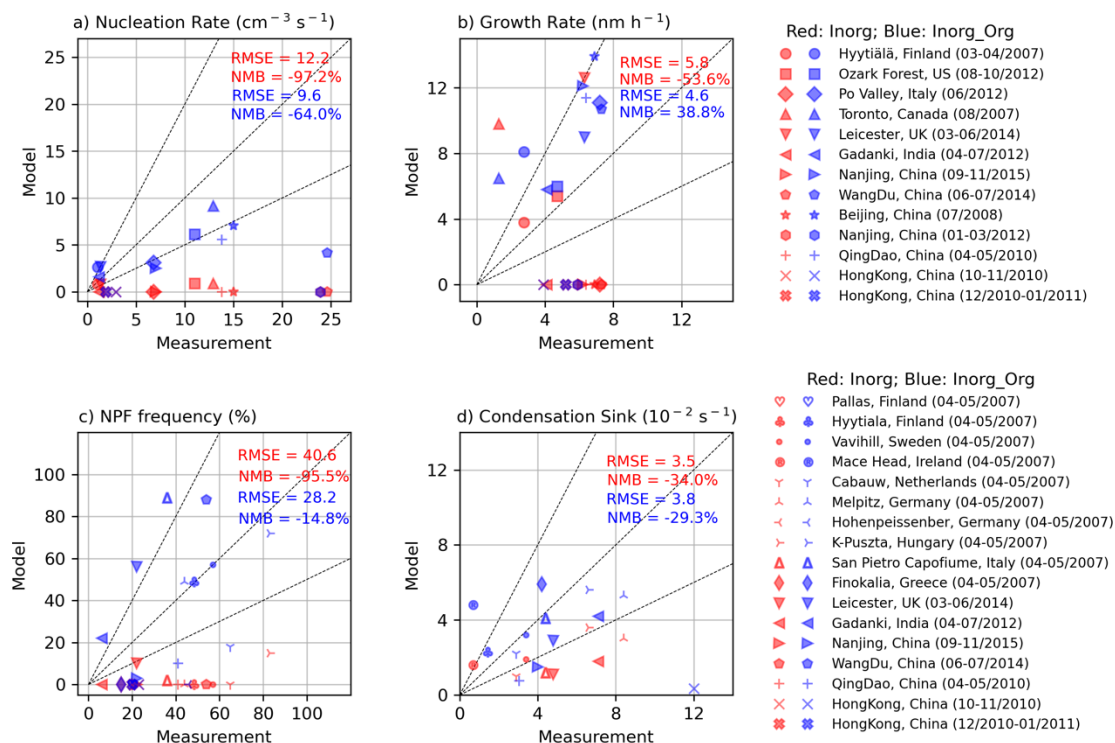 a) Nucleation Rate (cm⁻³ s⁻¹)
RMSE = 12.2
NMB = -97.2%
RMSE = 9.6
NMB = -64.0%
25
20
15
10
5
0
Model
0 5 10 15 20 25
Measurement
b) Growth Rate (nm h⁻¹)
RMSE = 5.8
NMB = -53.6%
RMSE = 4.6
NMB = 38.8%
12
8
4
0
Model
0 4 8 12
Measurement
Red: Inorg; Blue: Inorg_Org
Hyytiälä, Finland (03-04/2007)
Ozark Forest, US (08-10/2012)
Po Valley, Italy (06/2012)
Toronto, Canada (08/2007)
Leicester, UK (03-06/2014)
Gadanki, India (04-07/2012)
Nanjing, China (09-11/2015)
WangDu, China (06-07/2014)
Beijing, China (07/2008)
Nanjing, China (01-03/2012)
QingDao, China (04-05/2010)
HongKong, China (10-11/2010)
HongKong, China (12/2010-01/2011)
c) NPF frequency (%)
RMSE = 40.6
NMB = -95.5%
RMSE = 28.2
NMB = -14.8%
100
80
60
40
20
0
Model
0 20 40 60 80 100
Measurement
d) Condensation Sink (10⁻² s⁻¹)
RMSE = 3.5
NMB = -34.0%
RMSE = 3.8
NMB = -29.3%
12
8
4
0
Model
0 4 8 12
Measurement
Red: Inorg; Blue: Inorg_Org
Pallas, Finland (04-05/2007)
Hyytiala, Finland (04-05/2007)
Vavihill, Sweden (04-05/2007)
Mace Head, Ireland (04-05/2007)
Cabauw, Netherlands (04-05/2007)
Melpitz, Germany (04-05/2007)
Hohenpeissenber, Germany (04-05/2007)
K-Puszta, Hungary (04-05/2007)
San Pietro Capofiume, Italy (04-05/2007)
Finokalia, Greece (04-05/2007)
Leicester, UK (03-06/2014)
Gadanki, India (04-07/2012)
Nanjing, China (09-11/2015)
WangDu, China (06-07/2014)
QingDao, China (04-05/2010)
HongKong, China (10-11/2010)
HongKong, China (12/2010-01/2011)